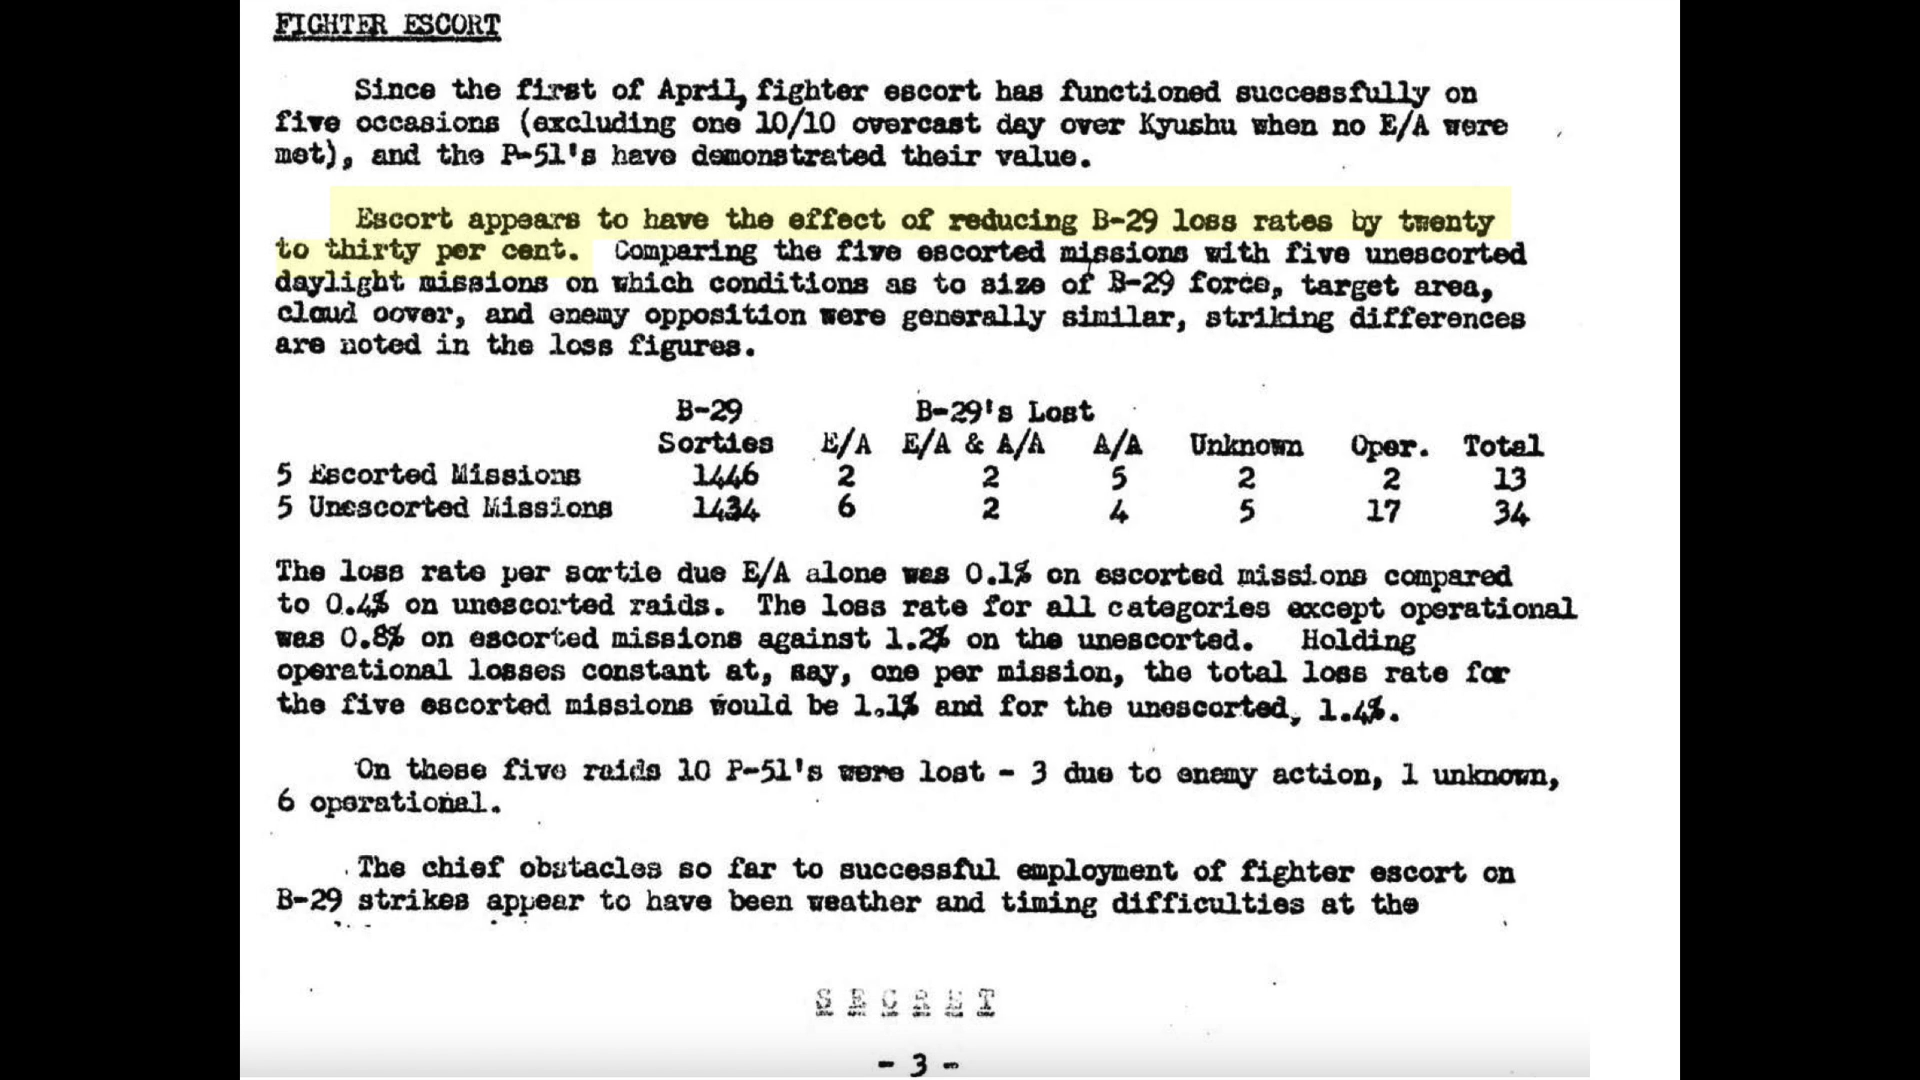 FIGHTER ESCORT
Since the first of April, fighter escort has functioned successfully on
five occasions (excluding one 10/10 overcast day over Kyushu when no E/A were
met), and the P-51's have demonstrated their value.
Escort appears to have the effect of reducing B-29 loss rates by twenty
to thirty per cent. Comparing the five escorted missions with five unescorted
daylight missions on which conditions as to size of B-29 force, target area,
cloud cover, and enemy opposition were generally similar, striking differences
are noted in the loss figures.
B-29 B-29's Lost
Sorties E/A E/A & A/A A/A Unknown Oper. Total
5 Escorted Missions 1446 2 2 5 2 2 13
5 Unescorted Missions 1434 6 2 4 5 17 34
The loss rate per sortie due E/A alone was 0.1% on escorted missions compared
to 0.4% on unescorted raids. The loss rate for all categories except operational
was 0.8% on escorted missions against 1.2% on the unescorted. Holding
operational losses constant at, say, one per mission, the total loss rate for
the five escorted missions would be 1.1% and for the unescorted, 1.4%.
On these five raids 10 P-51's were lost - 3 due to enemy action, 1 unknown,
6 operational.
The chief obstacles so far to successful employment of fighter escort on
B-29 strikes appear to have been weather and timing difficulties at the
SECRET
- 3 -